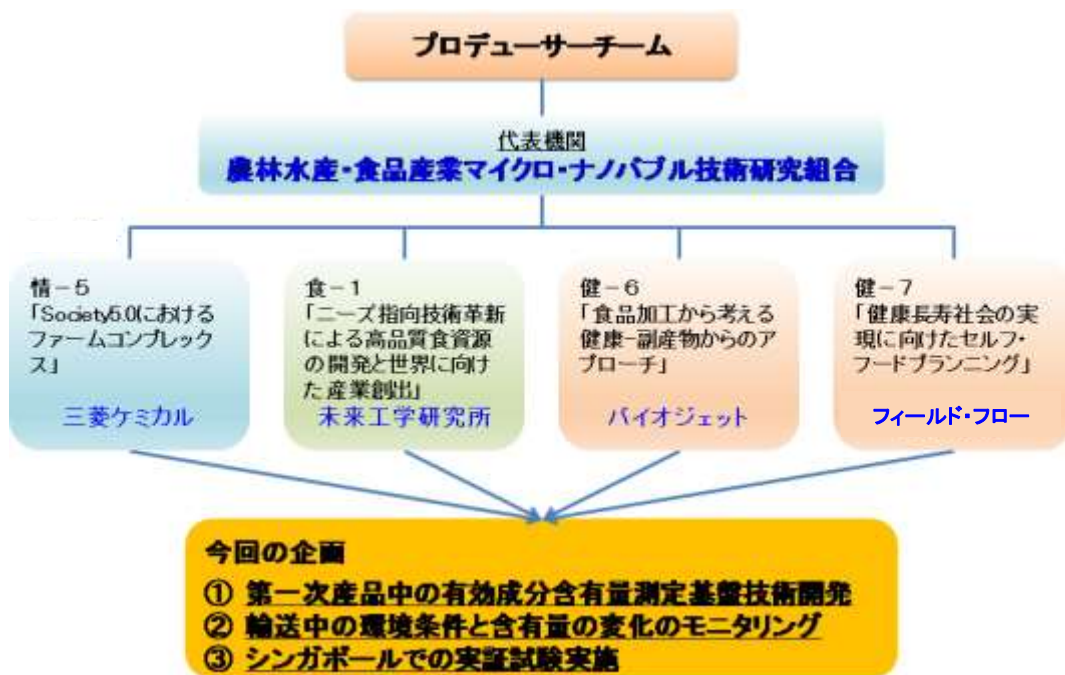 プロデューサーチーム
代表機関
農林水産・食品産業マイクロ・ナノバブル技術研究組合
情－5
「Society5.0における
ファームコンプレック
ス」
三菱ケミカル
食－1
「ニーズ指向技術革新
による高品質食資源
の開発と世界に向け
た産業創出」
未来工学研究所
健－6
「食品加工から考える
健康-副産物からのア
プローチ」
バイオジェット
健－7
「健康長寿社会の実
現に向けたセルフ・
フードプランニング」
フィールド・フロー
今回の企画
① 第一次産品中の有効成分含有量測定基盤技術開発
② 輸送中の環境条件と含有量の変化のモニタリング
③ シンガポールでの実証試験実施